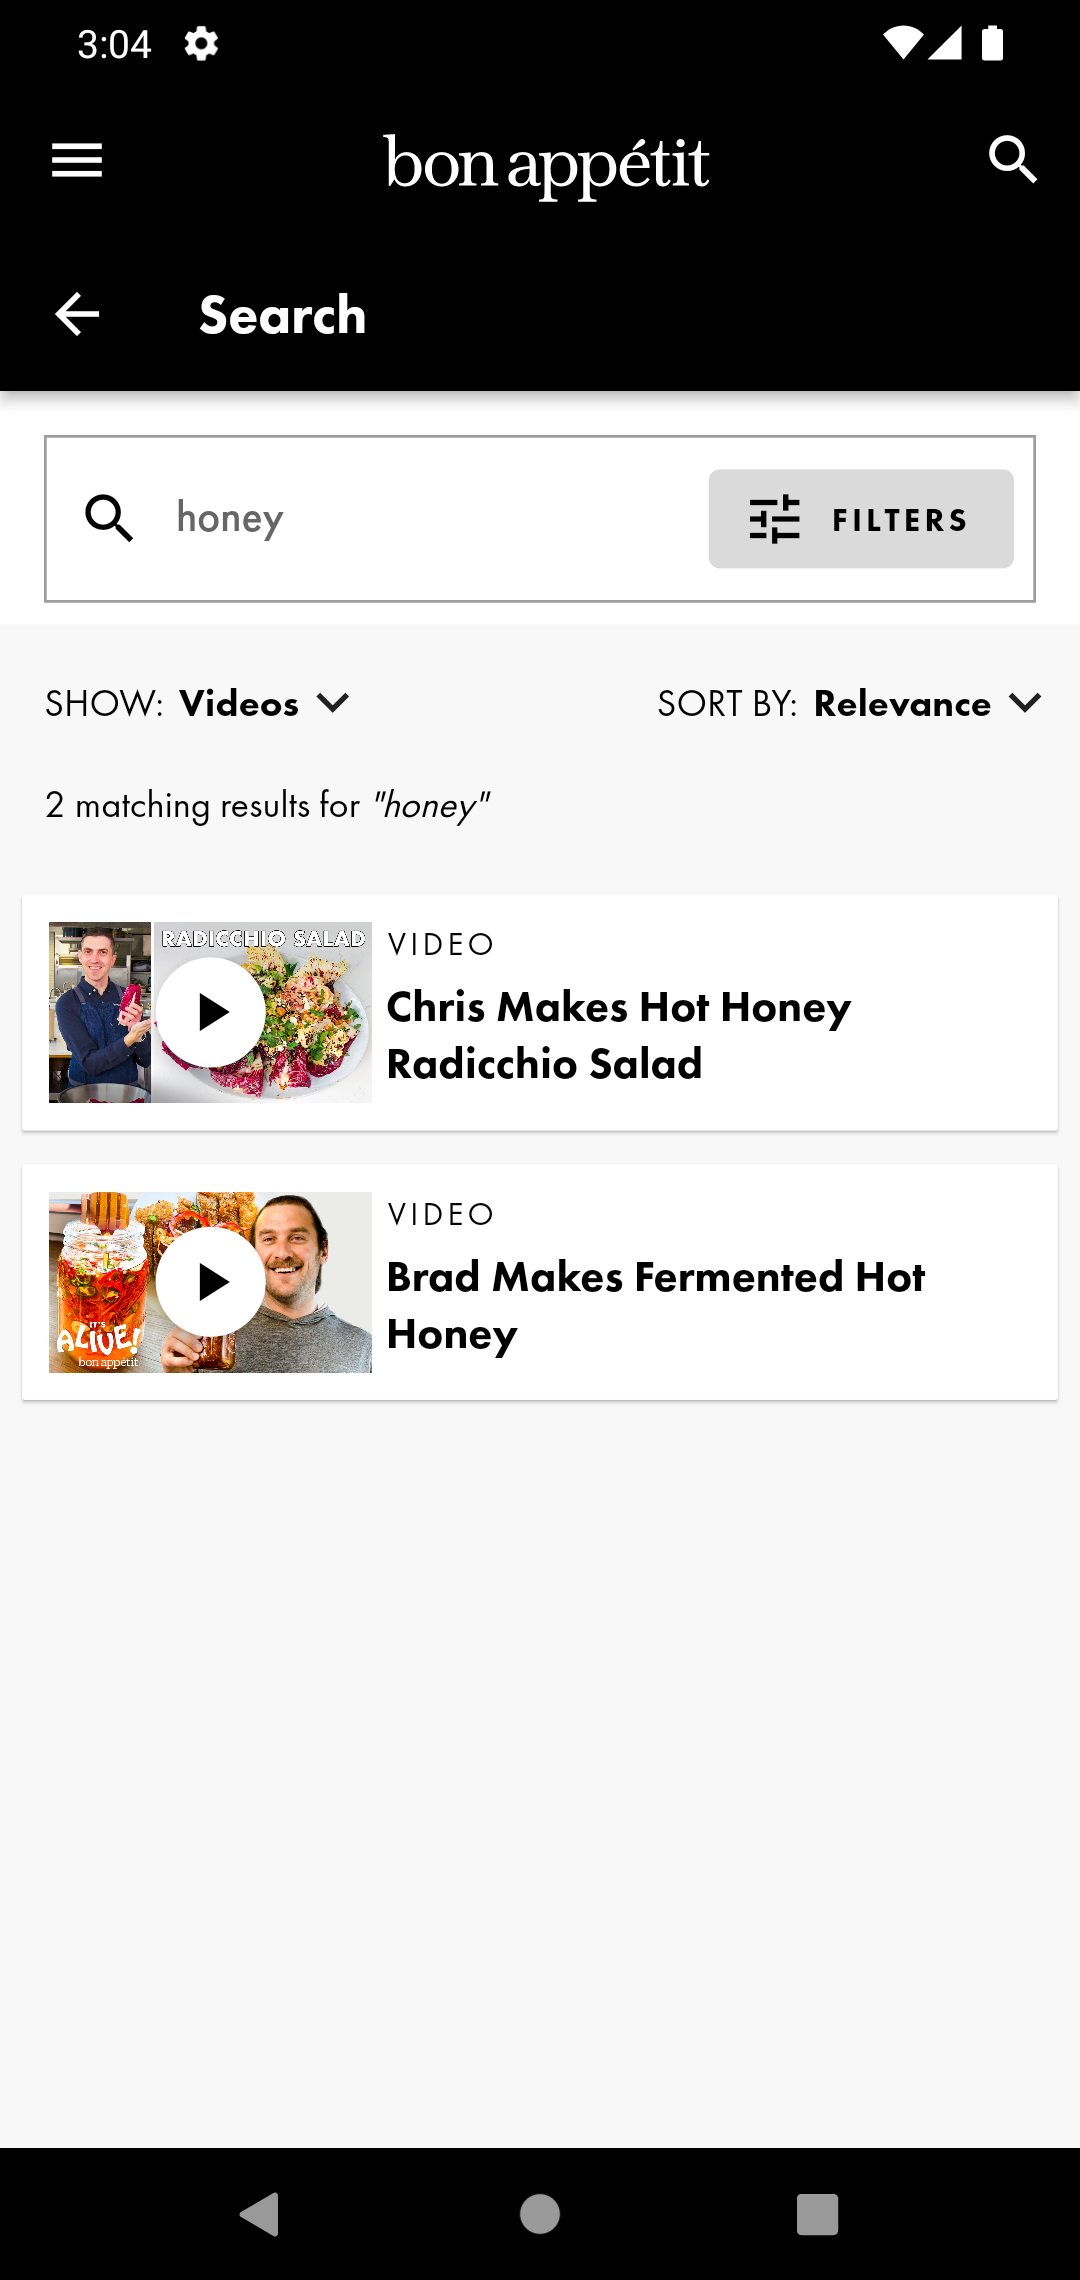 3:04
bon appétit
Search
honey
FILTERS
SHOW: Videos
SORT BY: Relevance
2 matching results for "honey"
RADICCHIO SALAD
VIDEO
Chris Makes Hot Honey
Radicchio Salad
IT'S
ALIVE!
bon appétit
VIDEO
Brad Makes Fermented Hot
Honey